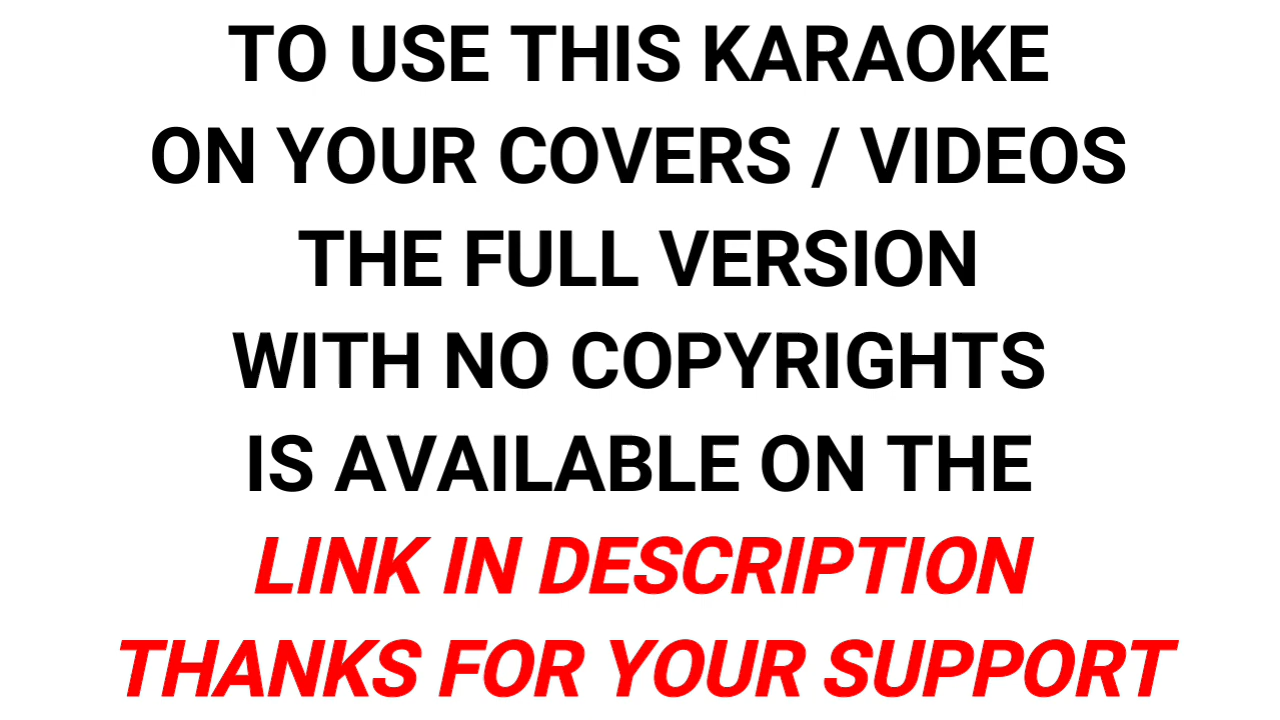 TO USE THIS KARAOKE
ON YOUR COVERS / VIDEOS
THE FULL VERSION
WITH NO COPYRIGHTS
IS AVAILABLE ON THE
LINK IN DESCRIPTION
THANKS FOR YOUR SUPPORT